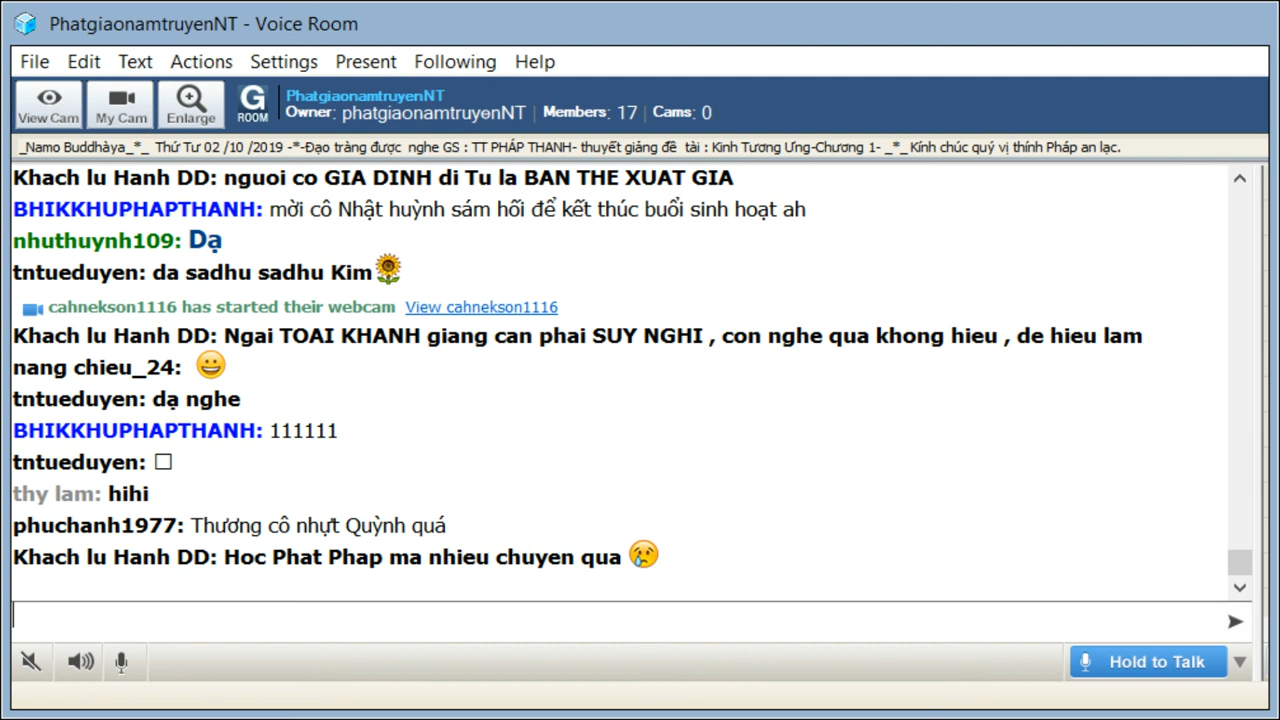 PhatgiaonamtruyenNT - Voice Room
File Edit Text Actions Settings Present Following Help
View Cam My Cam Enlarge G ROOM
PhatgiaonamtruyenNT
Owner: phatgiaonamtruyenNT | Members: 17 | Cams: 0
_Namo Buddhàya_*_ Thứ Tư 02 /10 /2019 -*-Đạo tràng được nghe GS : TT PHÁP THANH- thuyết giảng đề tài : Kinh Tương Ưng-Chương 1- _*_ Kính chúc quý vị thính Pháp an lạc.
Khach lu Hanh DD: nguoi co GIA DINH di Tu la BAN THE XUAT GIA
BHIKKHUPHAPTHANH: mời cô Nhật huỳnh sám hối để kết thúc buổi sinh hoạt ah
nhuthuynh109: Dạ
tntueduyen: da sadhu sadhu Kim🌻
cahnekson1116 has started their webcam View cahnekson1116
Khach lu Hanh DD: Ngai TOAI KHANH giang can phai SUY NGHI , con nghe qua khong hieu , de hieu lam
nang chieu_24: 😀
tntueduyen: dạ nghe
BHIKKHUPHAPTHANH: 111111
tntueduyen: □
thy lam: hihi
phuchanh1977: Thương cô nhựt Quỳnh quá
Khach lu Hanh DD: Hoc Phat Phap ma nhieu chuyen qua 😢
Hold to Talk